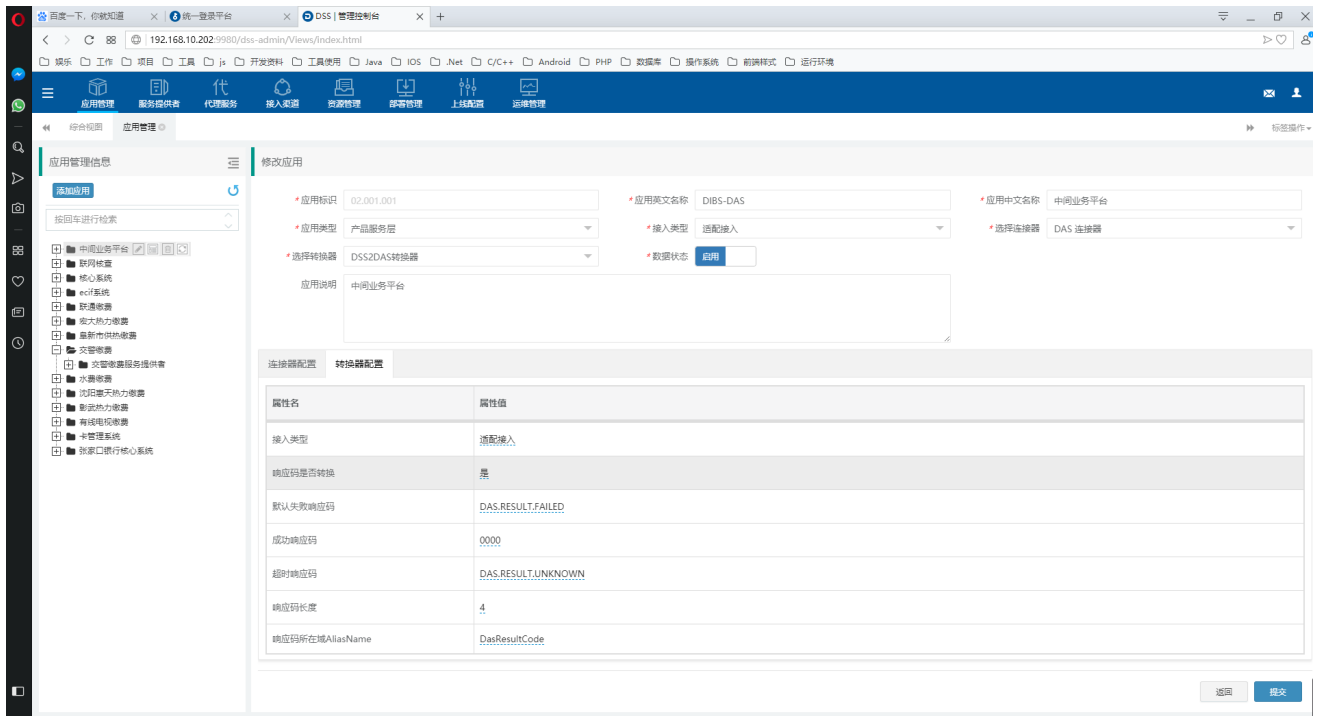 百度一下，你就知道 统一登录平台 DSS | 管理控制台
192.168.10.202:9980/dss-admin/Views/index.html
娱乐 工作 项目 工具 js 开发资料 工具使用 Java IOS .Net C/C++ Android PHP 数据库 操作系统 前端样式 运行环境
应用管理 服务提供者 代理服务 接入渠道 资源管理 部署管理 上线配置 运维管理
综合视图 应用管理 标签操作
应用管理信息
添加应用
按回车进行检索
中间业务平台
联网核查
核心系统
ecif系统
联通缴费
宏大热力缴费
阜新市供热缴费
交警缴费
交警缴费服务提供者
水费缴费
沈阳惠天热力缴费
彰武热力缴费
有线电视缴费
卡管理系统
张家口银行核心系统
修改应用
*应用标识 02.001.001 *应用英文名称 DIBS-DAS *应用中文名称 中间业务平台
*应用类型 产品服务层 *接入类型 适配接入 *选择连接器 DAS 连接器
*选择转换器 DSS2DAS转换器 *数据状态 启用
应用说明 中间业务平台
连接器配置 转换器配置
属性名 属性值
接入类型 适配接入
响应码是否转换 是
默认失败响应码 DAS.RESULT.FAILED
成功响应码 0000
超时响应码 DAS.RESULT.UNKNOWN
响应码长度 4
响应码所在域AliasName DasResultCode
返回 提交